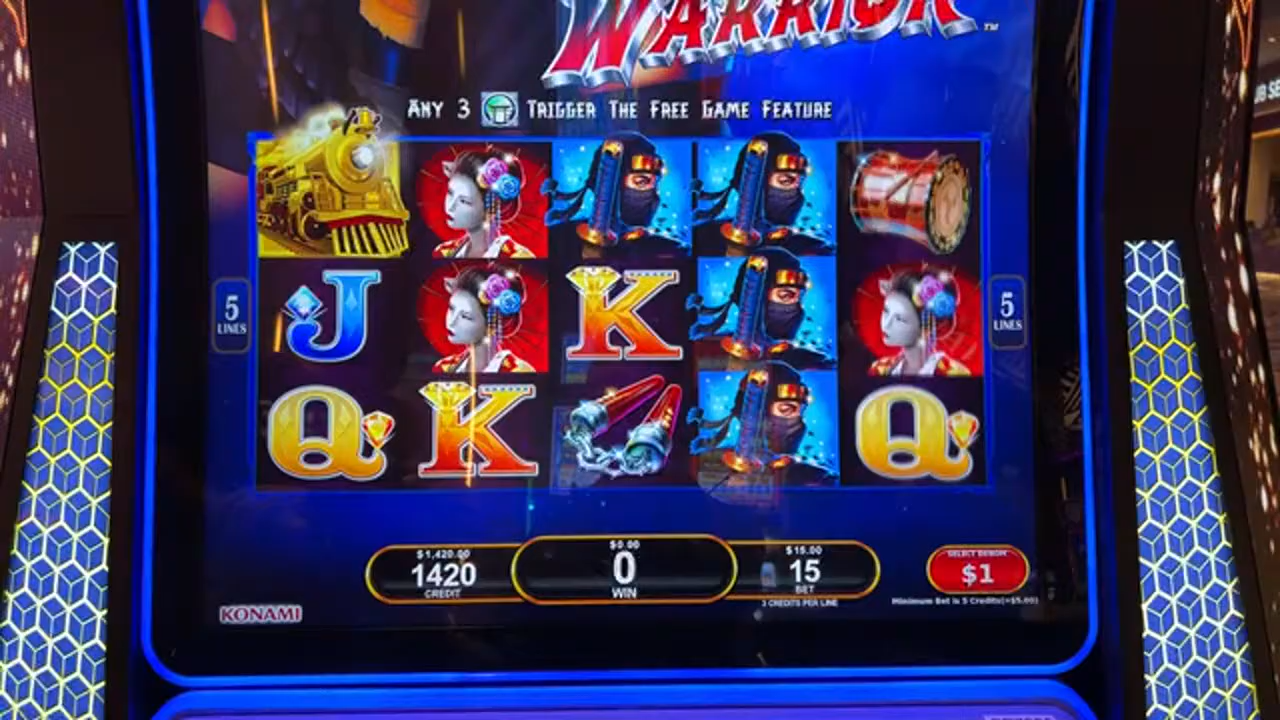 WARRIOR™
ANY 3 TRIGGER THE FREE GAME FEATURE
5 LINES
5 LINES
J K
Q K Q
$1,420.00
1420
CREDIT
$0.00
0
WIN
$15.00
15
BET
3 CREDITS PER LINE
SELECT DENOM
$1
Minimum Bet is 5 Credits(=$5.00)
KONAMI